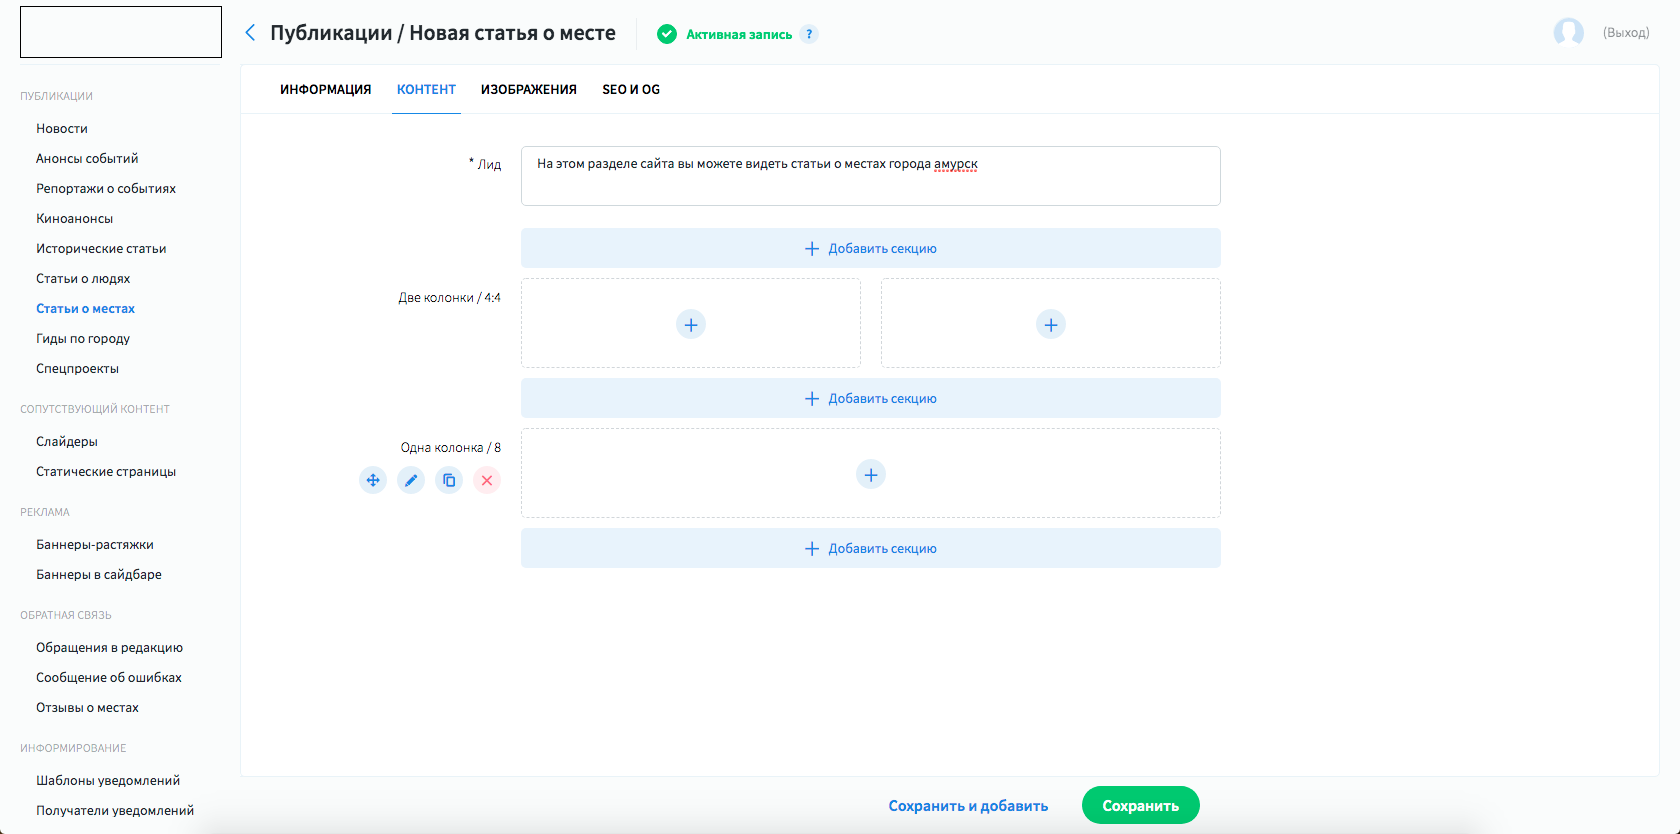 Публикации / Новая статья о месте
Активная запись ?
(Выход)
ПУБЛИКАЦИИ
Новости
Анонсы событий
Репортажи о событиях
Киноанонсы
Исторические статьи
Статьи о людях
Статьи о местах
Гиды по городу
Спецпроекты
СОПУТСТВУЮЩИЙ КОНТЕНТ
Слайдеры
Статические страницы
РЕКЛАМА
Баннеры-растяжки
Баннеры в сайдбаре
ОБРАТНАЯ СВЯЗЬ
Обращения в редакцию
Сообщение об ошибках
Отзывы о местах
ИНФОРМИРОВАНИЕ
Шаблоны уведомлений
Получатели уведомлений
ИНФОРМАЦИЯ КОНТЕНТ ИЗОБРАЖЕНИЯ SEO И OG
* Лид
На этом разделе сайта вы можете видеть статьи о местах города амурск
Добавить секцию
Две колонки / 4:4
Добавить секцию
Одна колонка / 8
Добавить секцию
Сохранить и добавить
Сохранить